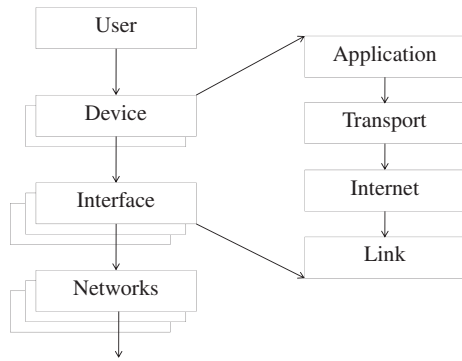 User
Device
Interface
Networks
Application
Transport
Internet
Link